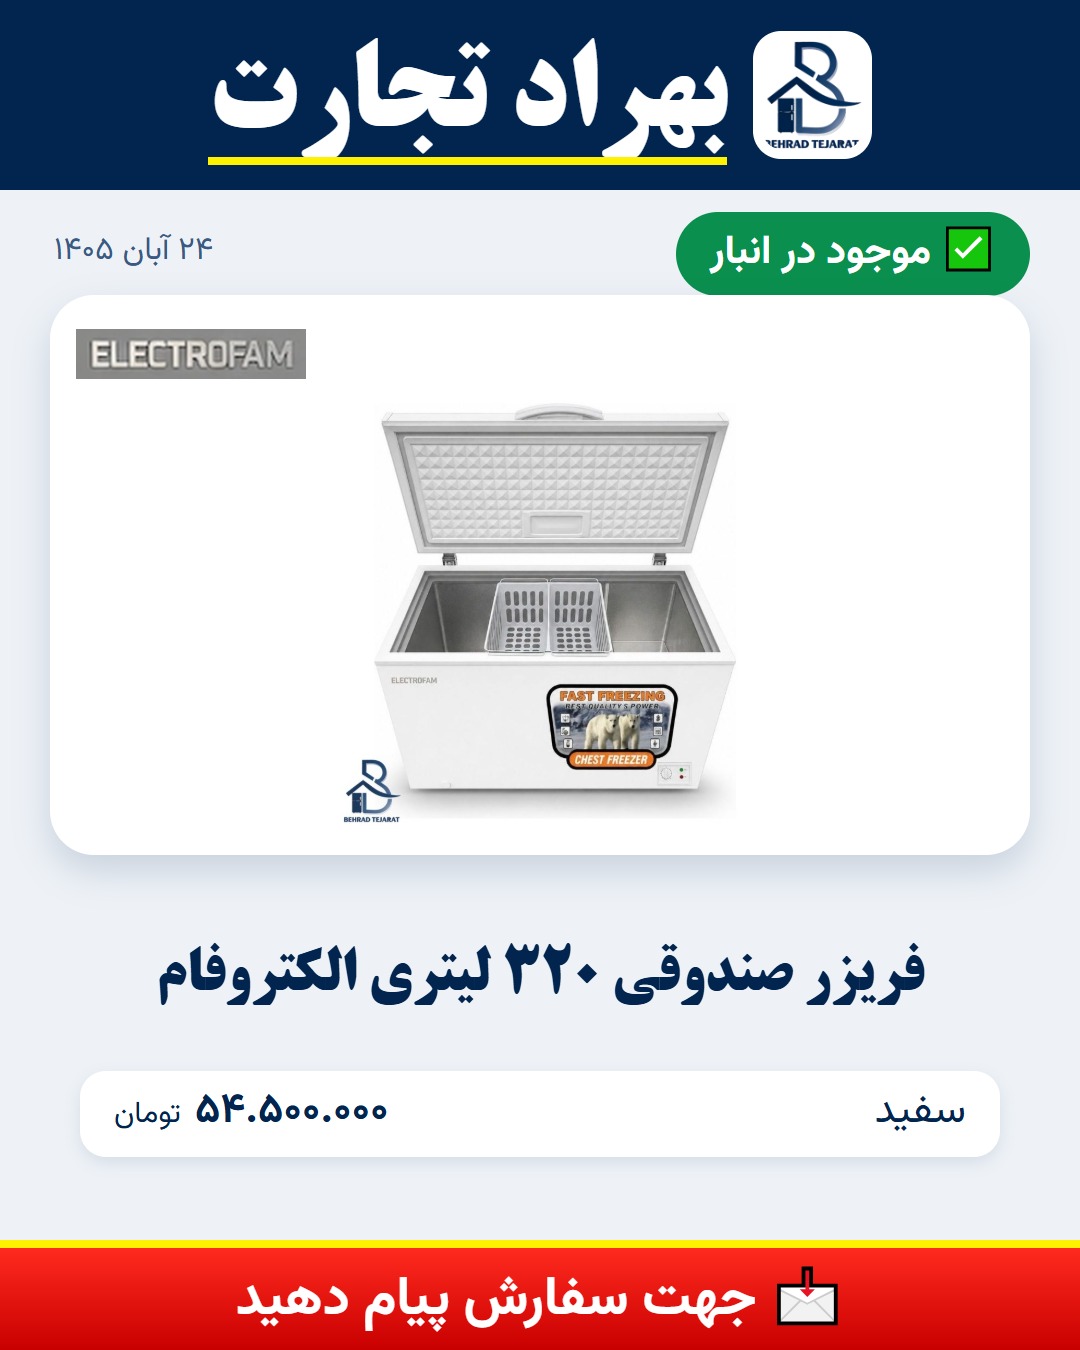 بهراد تجارت
BEHRAD TEJARAT
موجود در انبار
۲۴ آبان ۱۴۰۵
ELECTROFAM
ELECTROFAM
FAST FREEZING
BEST QUALITY'S POWER
CHEST FREEZER
BEHRAD TEJARAT
فریزر صندوقی ۳۲۰ لیتری الکتروفام
سفید
۵۴.۵۰۰.۰۰۰ تومان
جهت سفارش پیام دهید